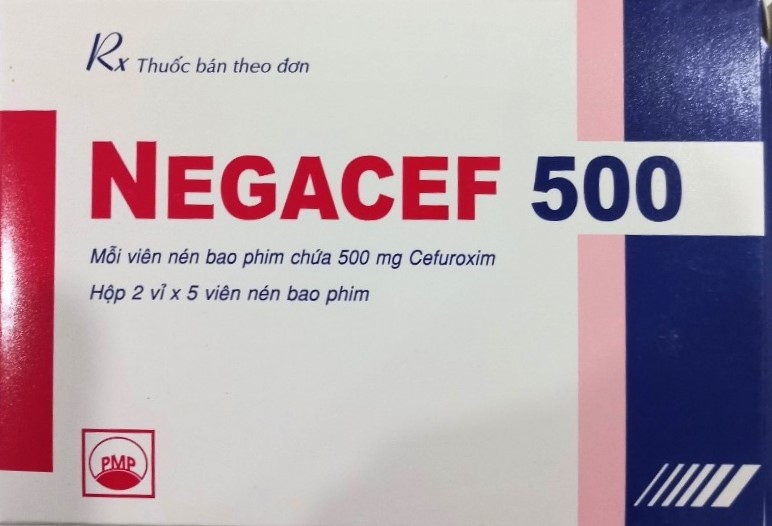 Rx Thuốc bán theo đơn
NEGACEF 500
Mỗi viên nén bao phim chứa 500 mg Cefuroxim
Hộp 2 vỉ x 5 viên nén bao phim
PMP